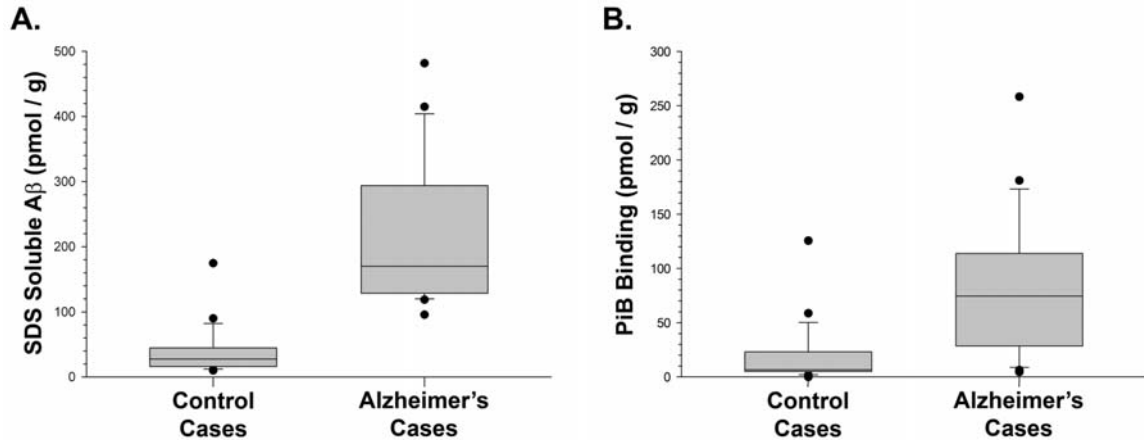 A.
SDS Soluble Aβ (pmol / g)
500
400
300
200
100
0
Control
Cases
Alzheimer's
Cases
B.
PiB Binding (pmol / g)
300
250
200
150
100
50
0
Control
Cases
Alzheimer's
Cases